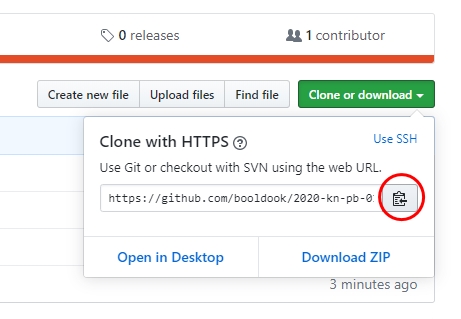 0 releases
1 contributor
Create new file
Upload files
Find file
Clone or download
Clone with HTTPS
Use SSH
Use Git or checkout with SVN using the web URL.
https://github.com/booldook/2020-kn-pb-0
Open in Desktop
Download ZIP
3 minutes ago